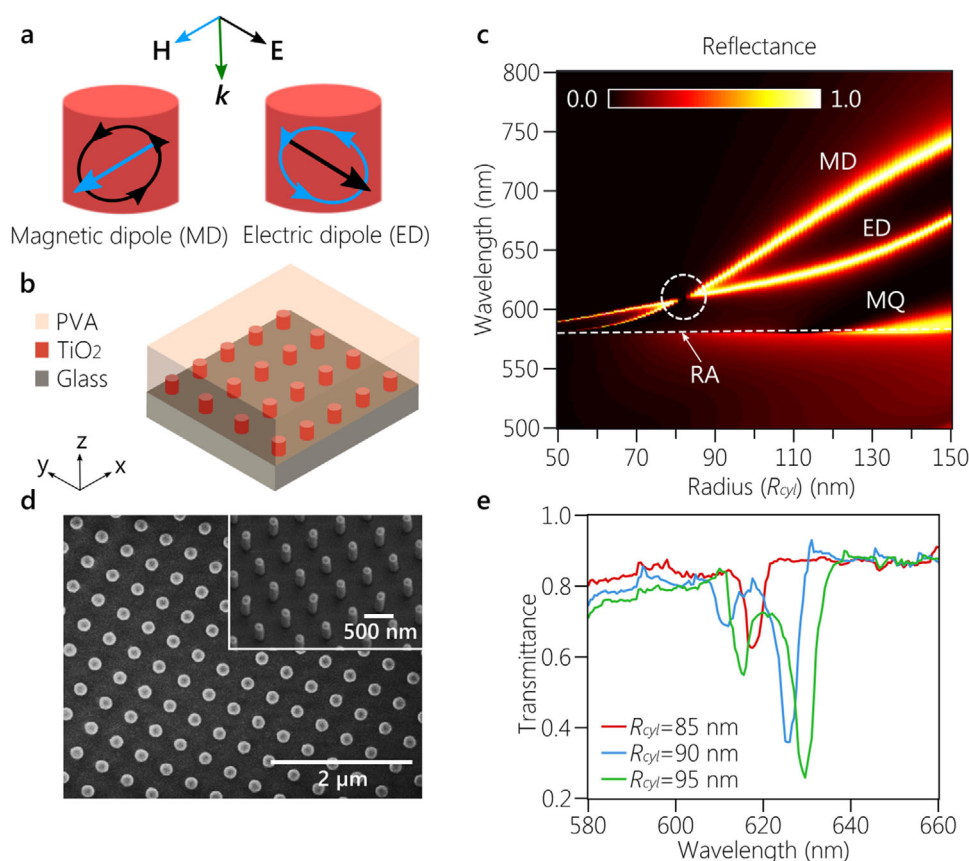 a
H
E
k
Magnetic dipole (MD)
Electric dipole (ED)
b
PVA
TiO2
Glass
z
y
x
c
Reflectance
0.0
1.0
MD
ED
MQ
RA
800
750
700
650
600
550
500
Wavelength (nm)
50
70
90
110
130
150
Radius (Rcyl) (nm)
d
500 nm
2 μm
e
1.0
0.8
0.6
0.4
0.2
Transmittance
Rcyl=85 nm
Rcyl=90 nm
Rcyl=95 nm
580
600
620
640
660
Wavelength (nm)